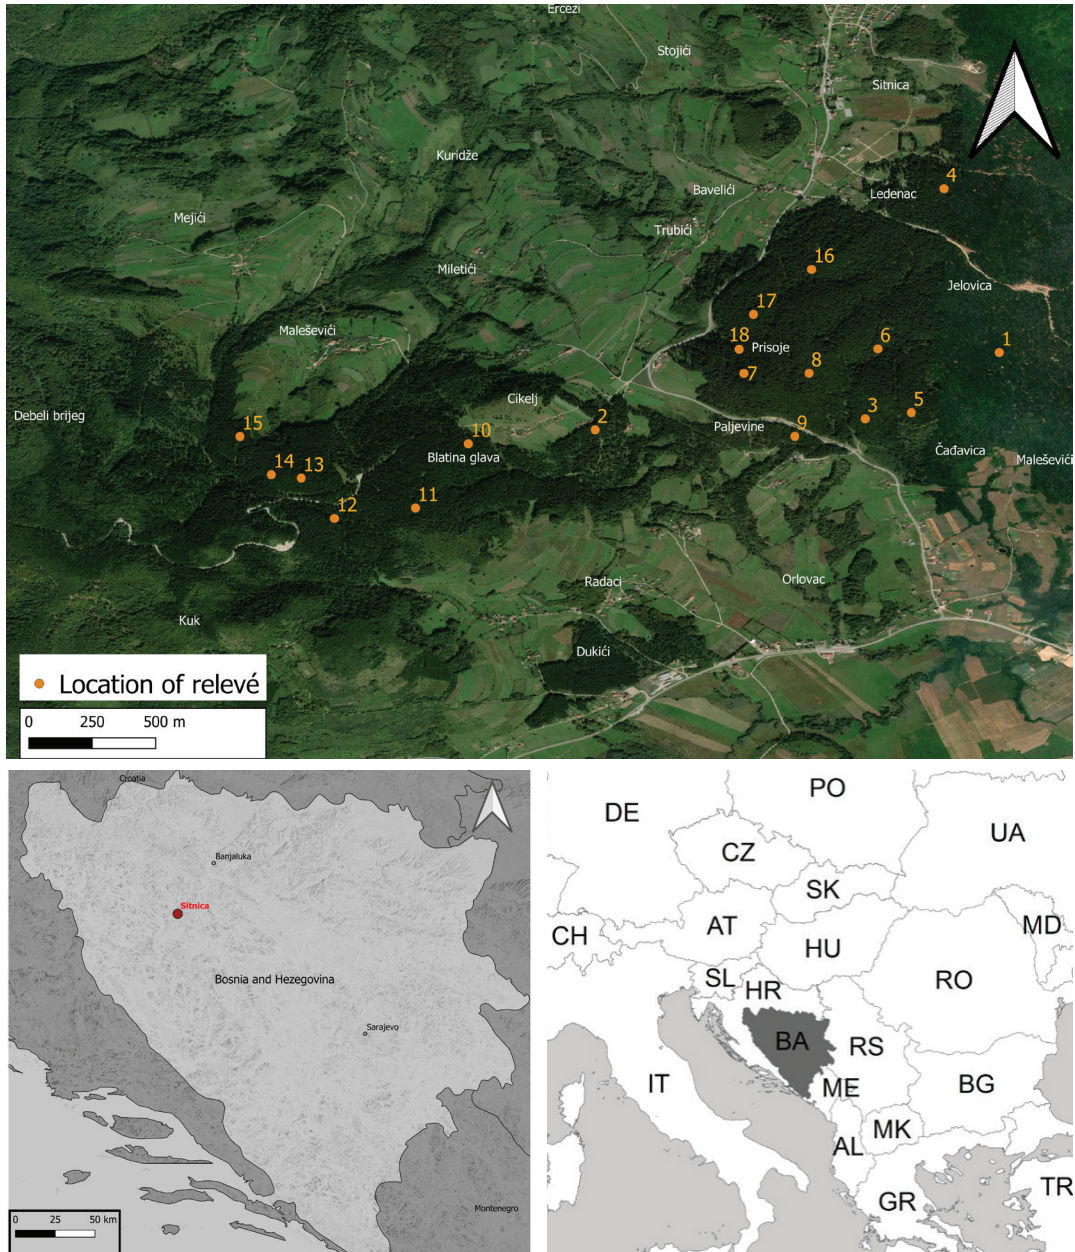 Ercezi
Stojići
Sitnica
Kuridže
4
Bavelići
Ledenac
Mejići
Trubići
16
Miletići
Jelovica
17
Maleševići
18
Prisoje
6
1
7
8
Cikelj
Debeli brijeg
15
2
3
5
10
Paljevine
9
Blatina glava
Čađavica
Maleševići
14
13
11
12
Radaci
Orlovac
Kuk
Dukići
Location of relevé
0 250 500 m
Croatia
Banjaluka
Sitnica
Bosnia and Hezegovina
Sarajevo
Montenegro
0 25 50 km
PO
DE
UA
CZ
SK
AT
MD
CH
HU
SL
RO
HR
BA
RS
IT
ME
BG
MK
AL
TR
GR